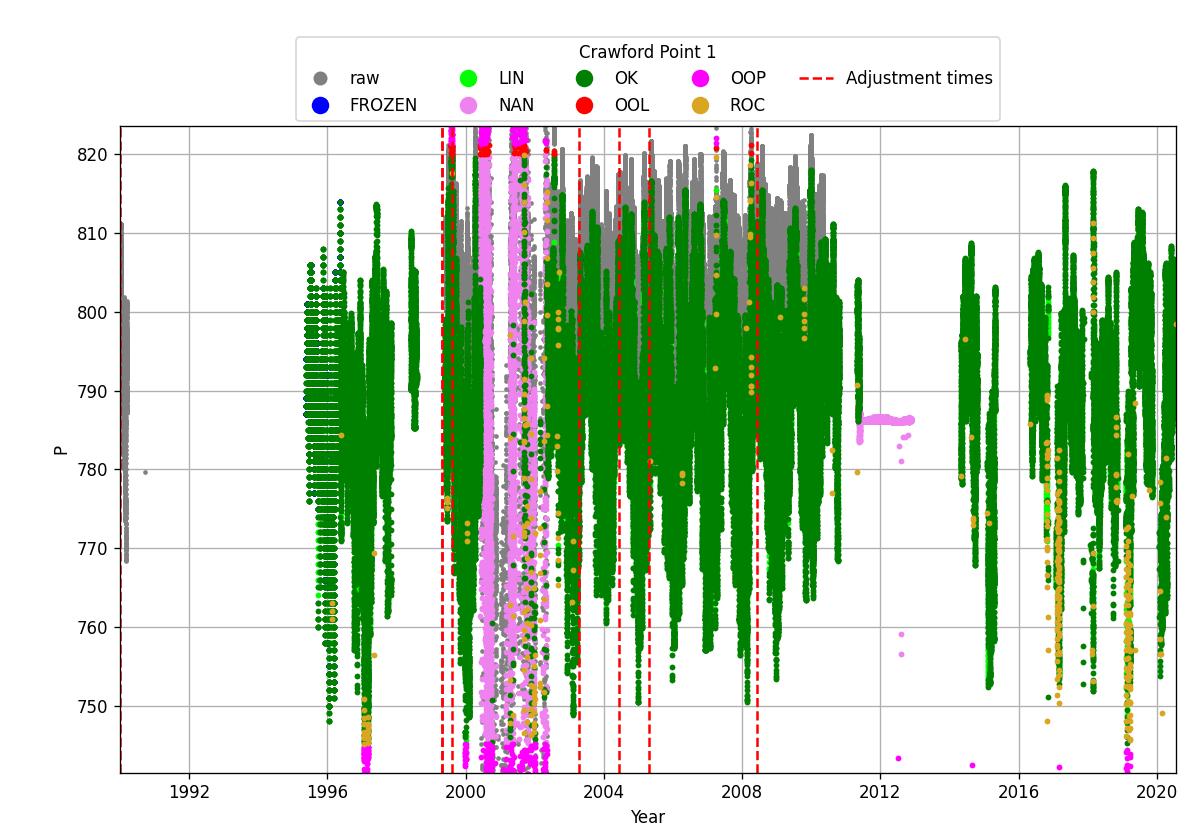 Crawford Point 1
raw LIN OK OOP Adjustment times
FROZEN NAN OOL ROC
820
810
800
790
780
770
760
750
P
1992 1996 2000 2004 2008 2012 2016 2020
Year